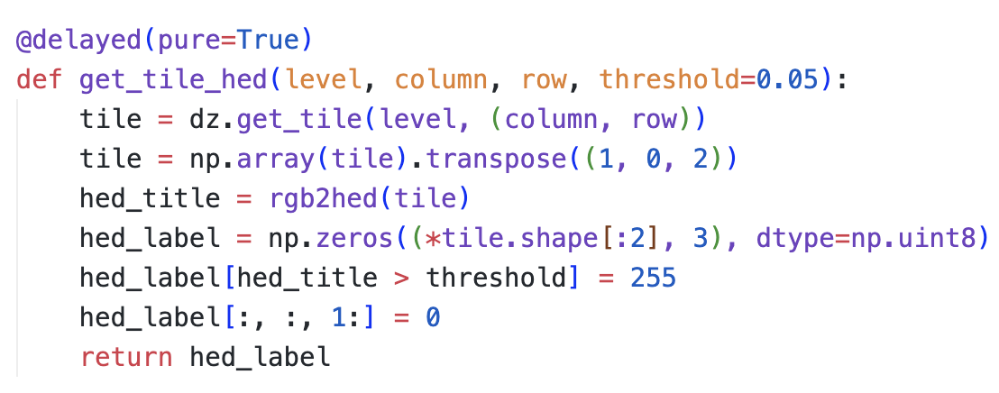 @delayed(pure=True)
def get_tile_hed(level, column, row, threshold=0.05):
    tile = dz.get_tile(level, (column, row))
    tile = np.array(tile).transpose((1, 0, 2))
    hed_title = rgb2hed(tile)
    hed_label = np.zeros((*tile.shape[:2], 3), dtype=np.uint8)
    hed_label[hed_title > threshold] = 255
    hed_label[:, :, 1:] = 0
    return hed_label